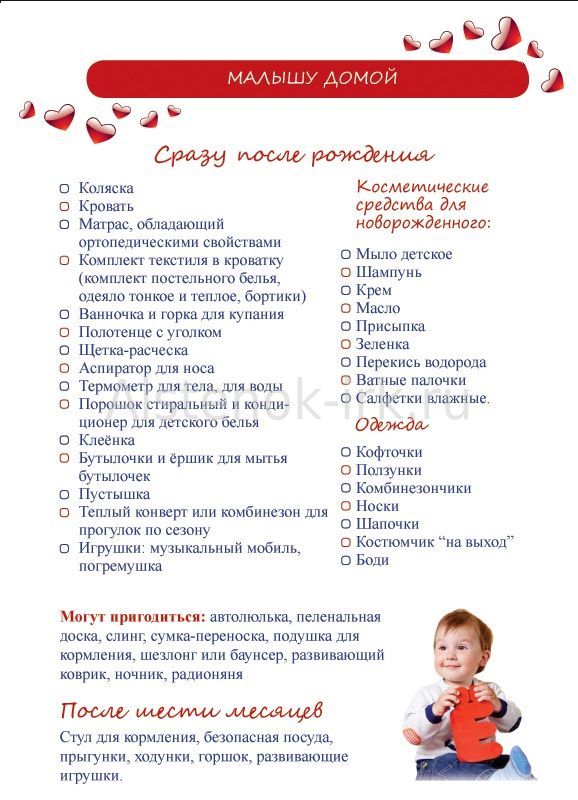 МАЛЫШУ ДОМОЙ
Сразу после рождения
Коляска
Кровать
Матрас, обладающий
ортопедическими свойствами
Комплект текстиля в кроватку
(комплект постельного белья,
одеяло тонкое и теплое, бортики)
Ванночка и горка для купания
Полотенце с уголком
Щетка-расческа
Аспиратор для носа
Термометр для тела, для воды
Порошок стиральный и конди-
ционер для детского белья
Клеёнка
Бутылочки и ёршик для мытья
бутылочек
Пустышка
Теплый конверт или комбинезон для
прогулок по сезону
Игрушки: музыкальный мобиль,
погремушка
Косметические
средства для
новорожденного:
Мыло детское
Шампунь
Крем
Масло
Присыпка
Зеленка
Перекись водорода
Ватные палочки
Салфетки влажные.
Одежда
Кофточки
Ползунки
Комбинезончики
Носки
Шапочки
Костюмчик “на выход”
Боди
Aistenok-irk.ru
Могут пригодиться: автолюлька, пеленальная
доска, слинг, сумка-переноска, подушка для
кормления, шезлонг или баунсер, развивающий
коврик, ночник, радионяня
После шести месяцев
Стул для кормления, безопасная посуда,
прыгунки, ходунки, горшок, развивающие
игрушки.
Ё